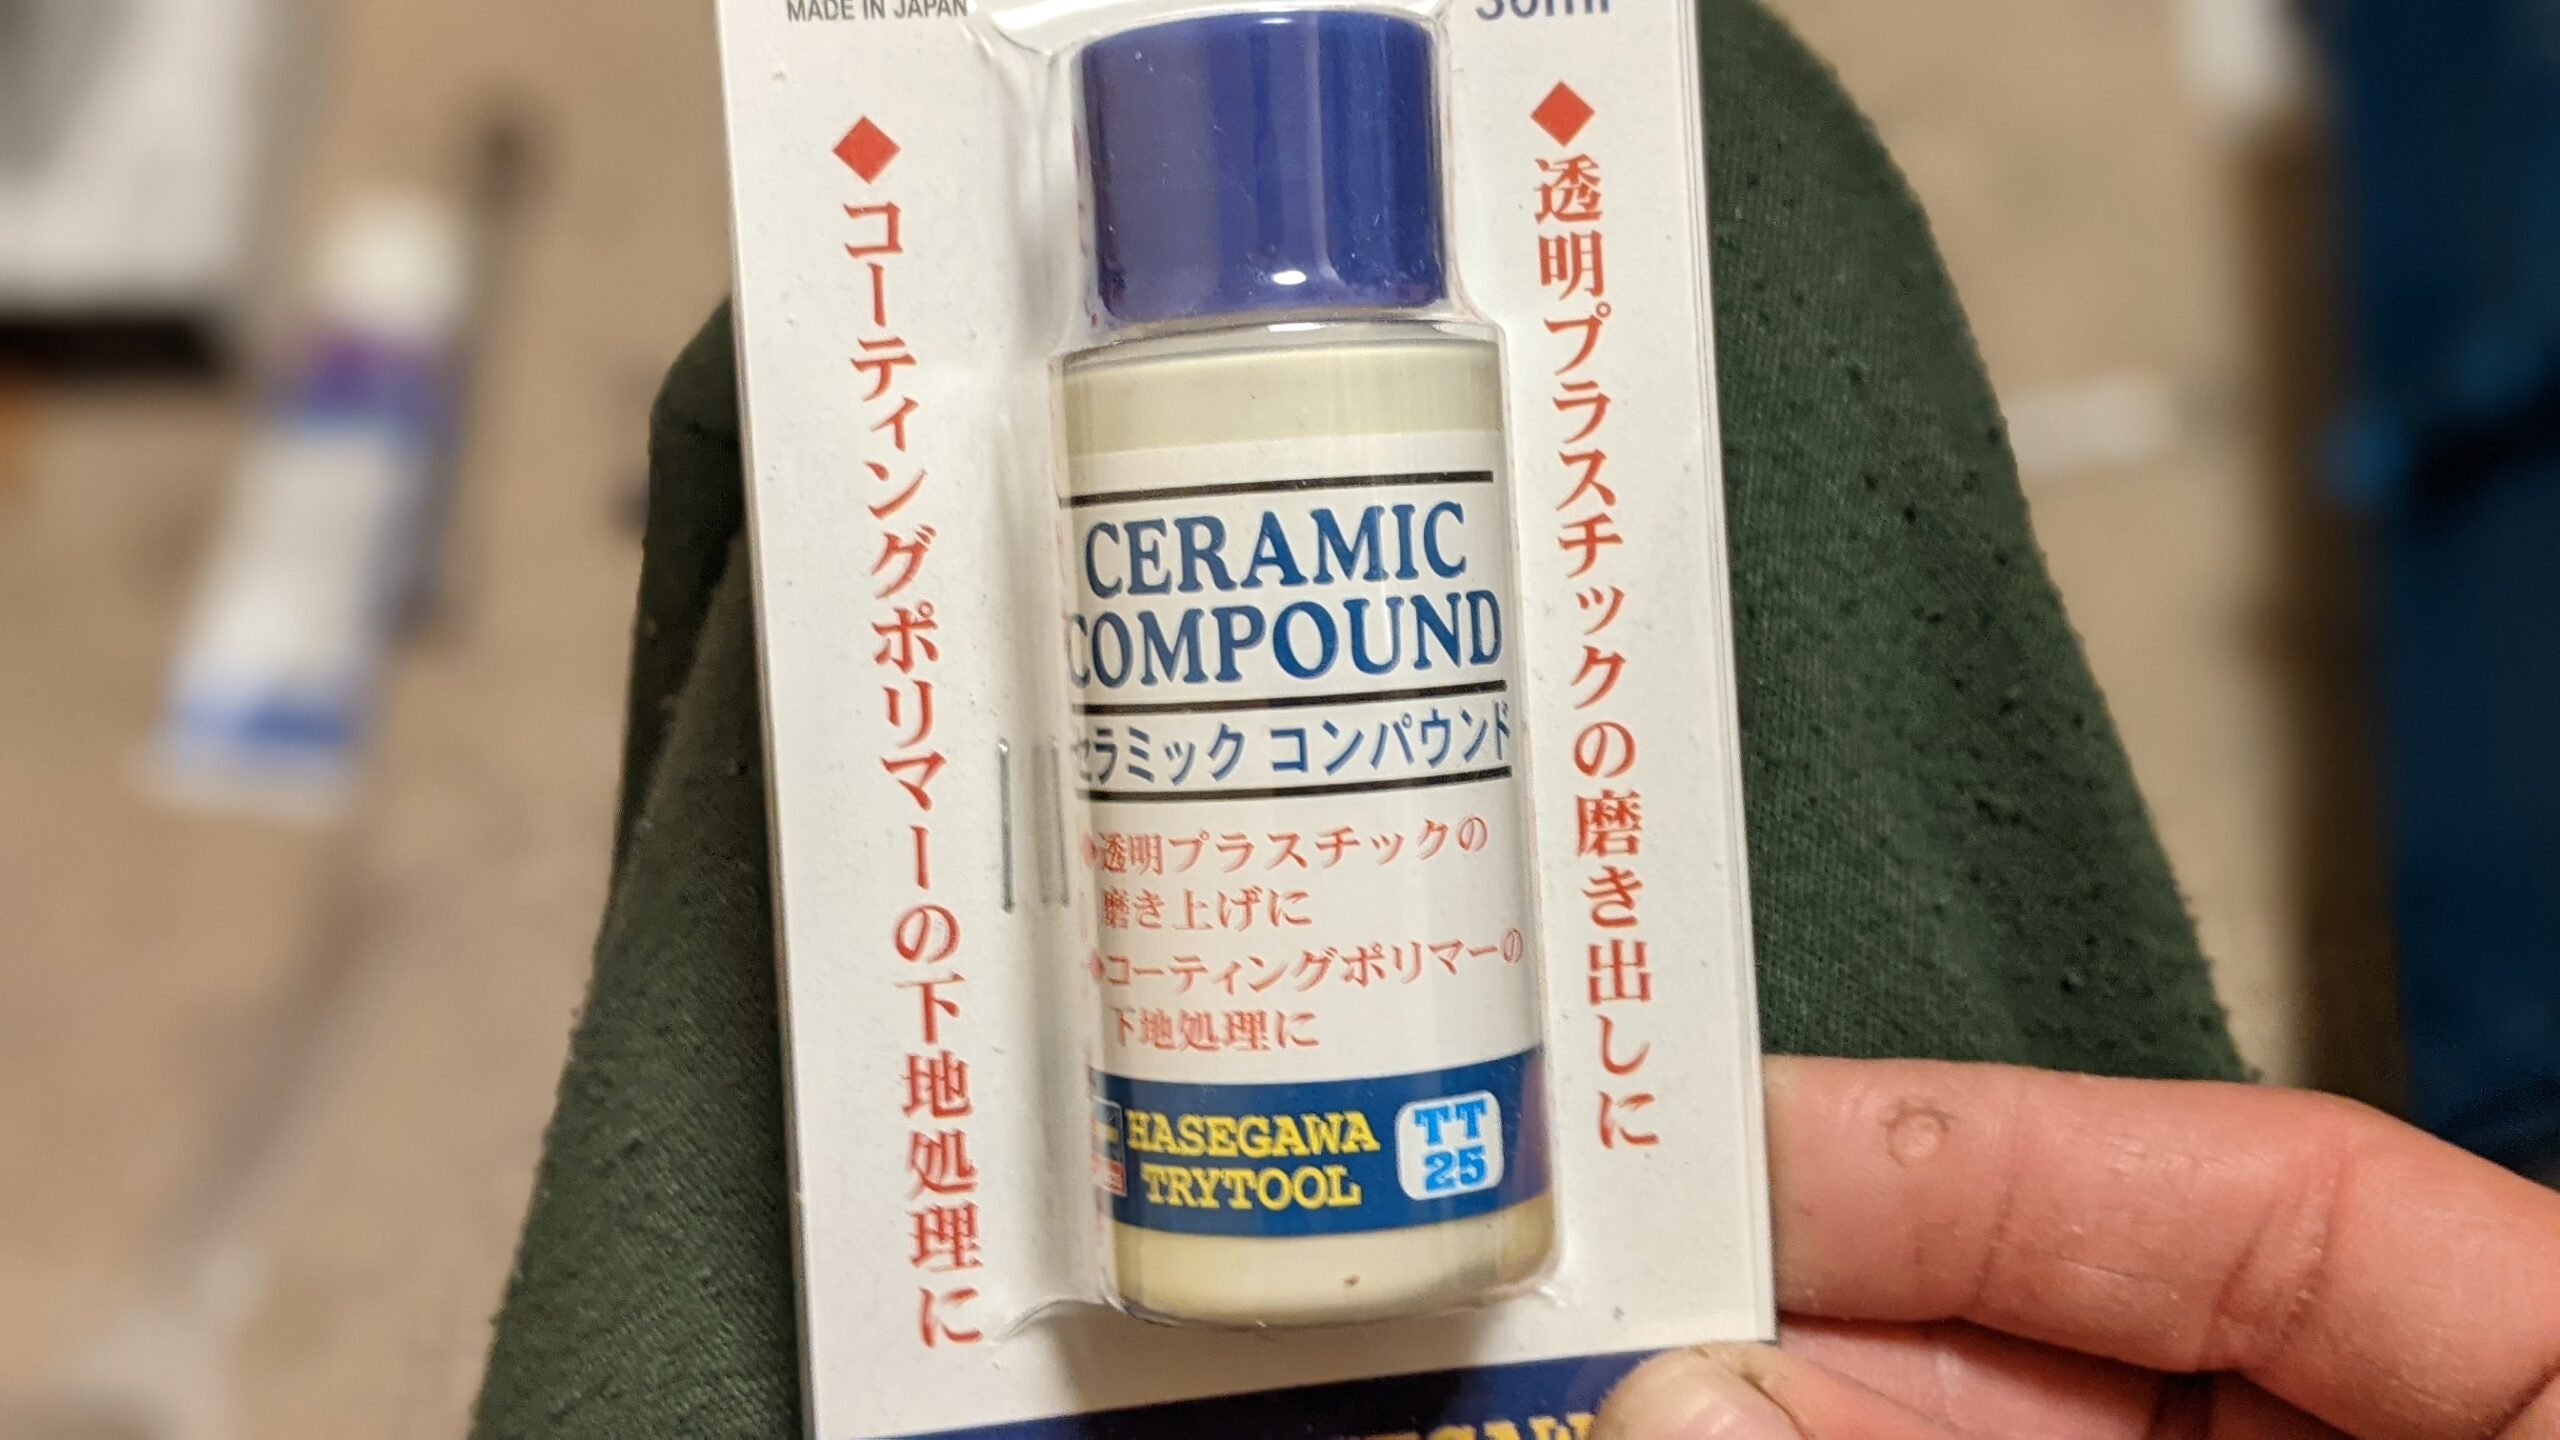 MADE IN JAPAN
30ml
◆透明プラスチックの磨き出しに
◆コーティングポリマーの下地処理に
CERAMIC
COMPOUND
セラミック コンパウンド
◆透明プラスチックの
磨き上げに
◆コーティングポリマーの
下地処理に
HASEGAWA
TRYTOOL
TT
25